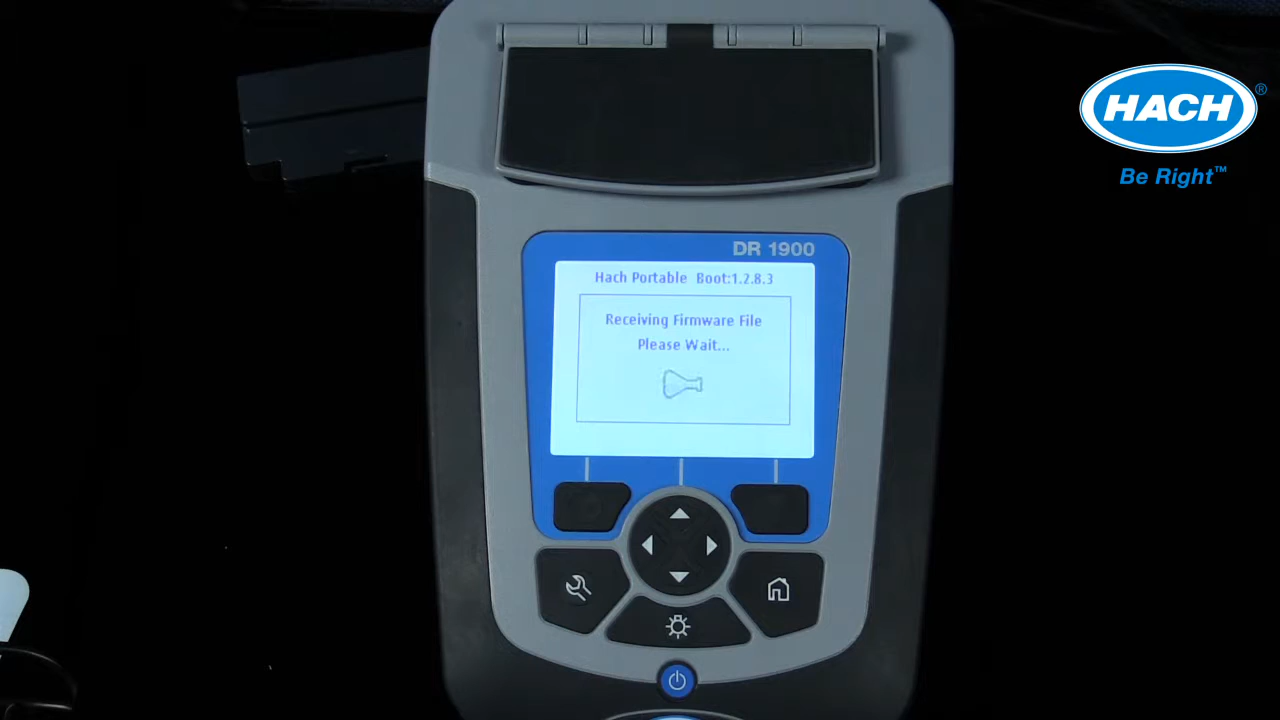 HACH®
Be Right™
DR 1900
Hach Portable Boot:1.2.8.3
Receiving Firmware File
Please Wait...